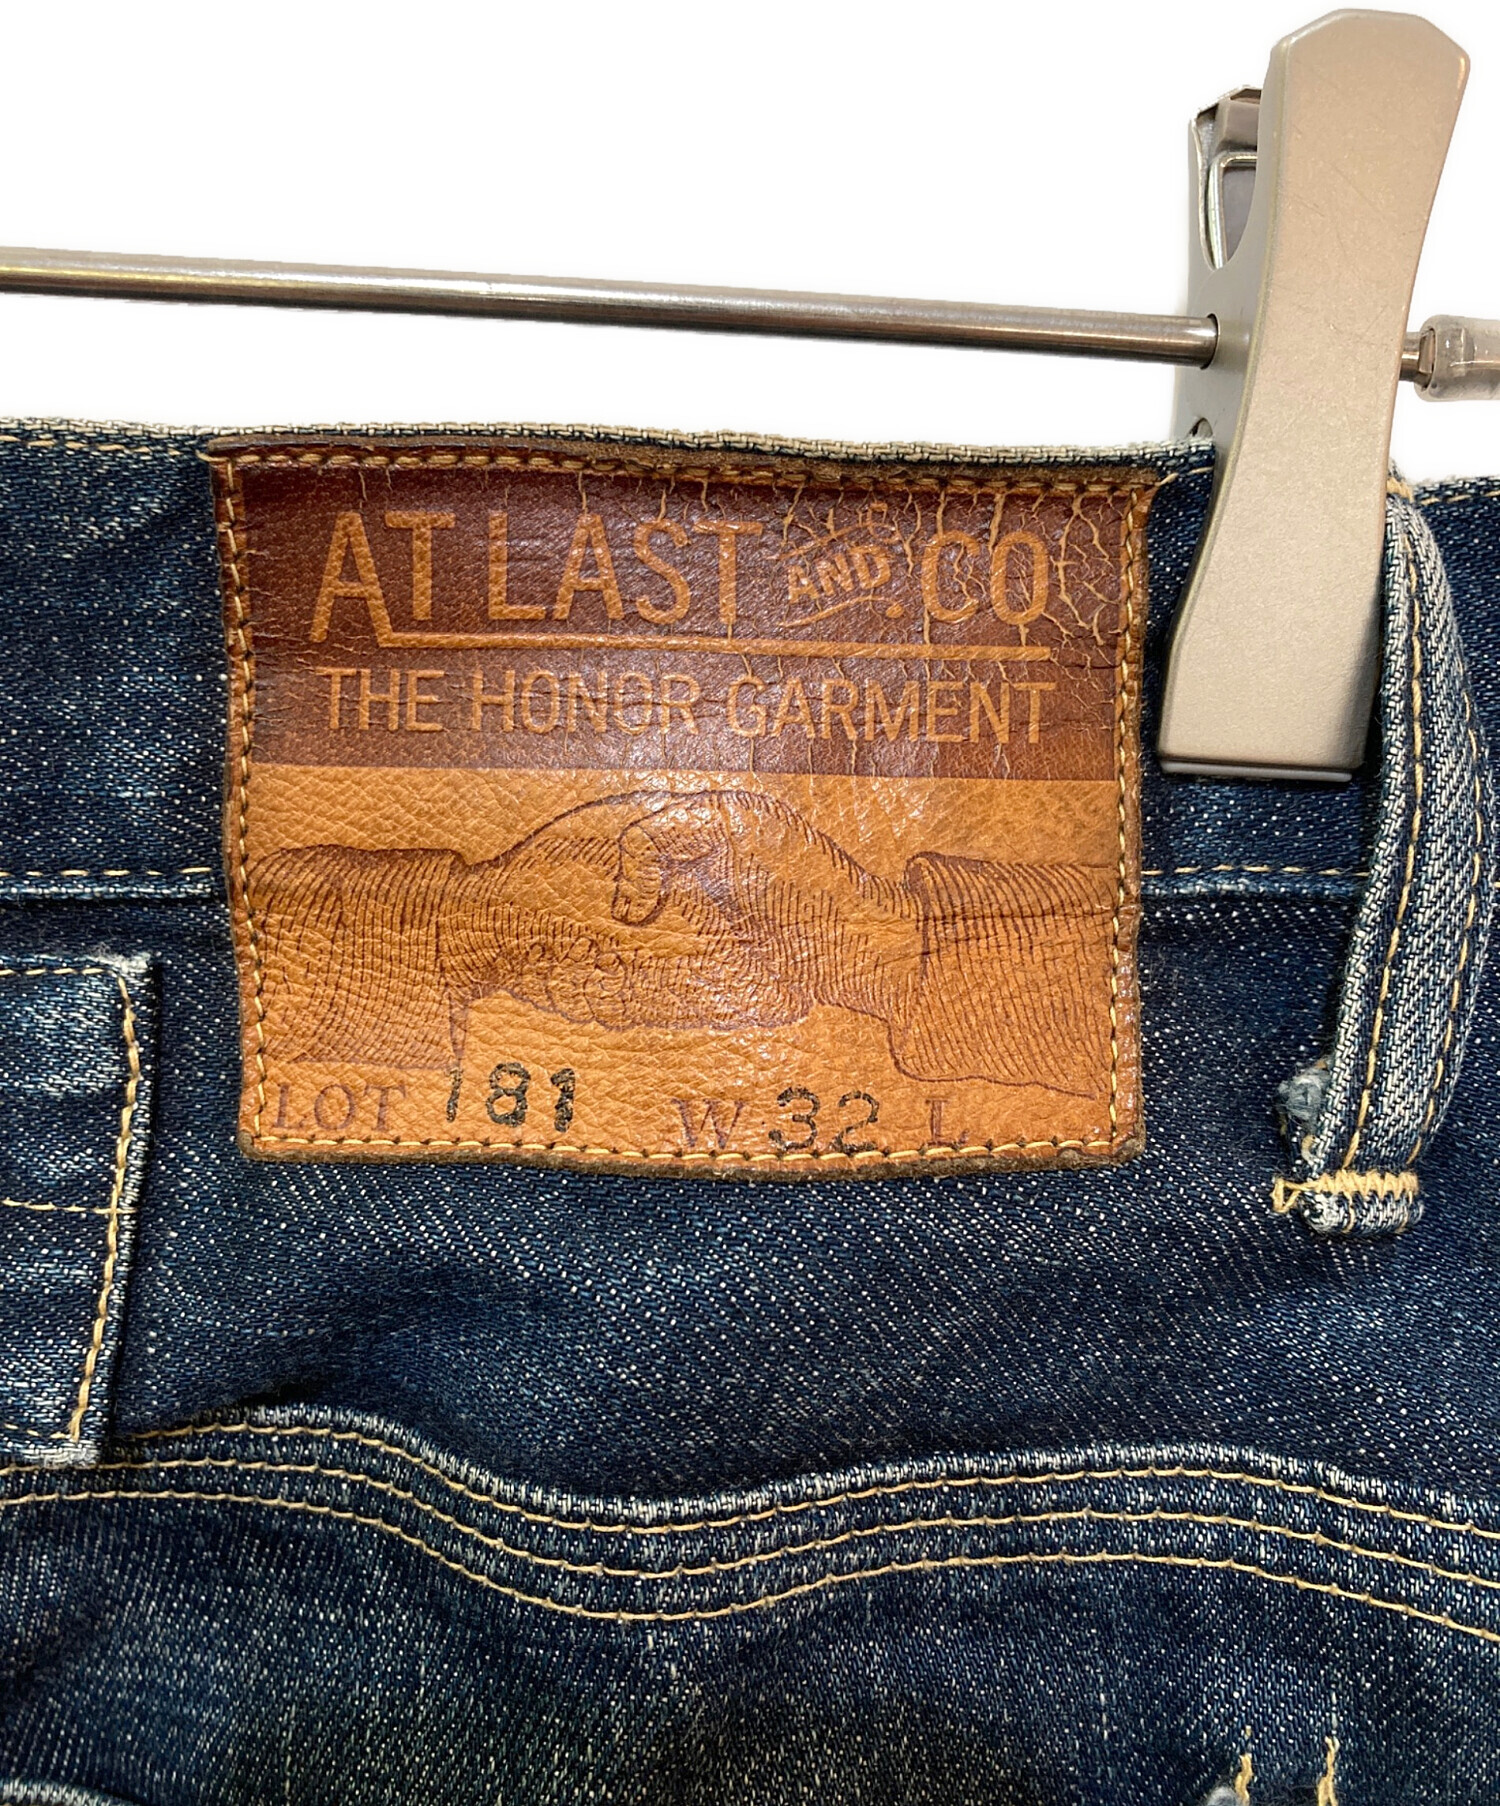 AT LAST AND .CO
THE HONOR GARMENT
LOT 181 W 32 L